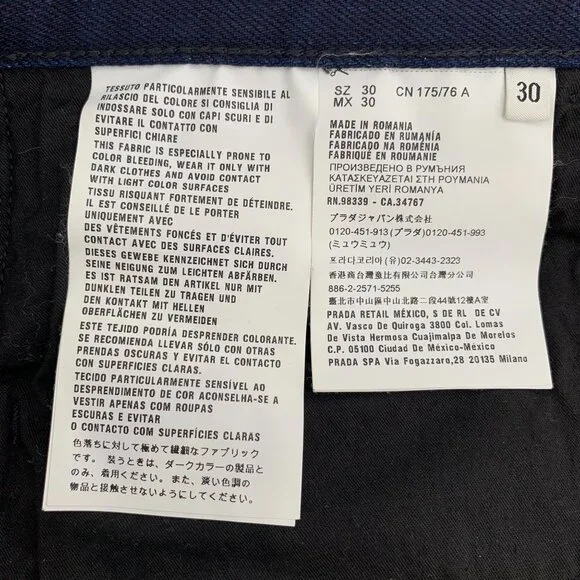 TESSUTO PARTICOLARMENTE SENSIBILE AL
RILASCIO DEL COLORE SI CONSIGLIA DI
INDOSSARE SOLO CON CAPI SCURI E DI
EVITARE IL CONTATTO CON
SUPERFICI CHIARE
THIS FABRIC IS ESPECIALLY PRONE TO
COLOR BLEEDING, WEAR IT ONLY WITH
DARK CLOTHES AND AVOID CONTACT
WITH LIGHT COLOR SURFACES
TISSU RISQUANT FORTEMENT DE DÉTEINDRE.
IL EST CONSEILLÉ DE LE PORTER
UNIQUEMENT AVEC
DES VÊTEMENTS FONCÉS ET D'ÉVITER TOUT
CONTACT AVEC DES SURFACES CLAIRES.
DIESES GEWEBE KENNZEICHNET SICH DURCH
SEINE NEIGUNG ZUM LEICHTEN ABFÄRBEN.
ES IST RATSAM DEN ARTIKEL NUR MIT
DUNKLEN TEILEN ZU TRAGEN UND
DEN KONTAKT MIT HELLEN
OBERFLÄCHEN ZU VERMEIDEN
ESTE TEJIDO PODRÍA DESPRENDER COLORANTE.
SE RECOMIENDA LLEVAR SÓLO CON OTRAS
PRENDAS OSCURAS Y EVITAR EL CONTACTO
CON SUPERFICIES CLARAS.
TECIDO PARTICULARMENTE SENSÍVEL AO
DESPRENDIMENTO DE COR ACONSELHA-SE A
VESTIR APENAS COM ROUPAS
ESCURAS E EVITAR
O CONTACTO COM SUPERFÍCIES CLARAS
色落ちに対して極めて繊細なファブリック
です。装うときは、ダークカラーの製品と
のみ、着用ください。また、淡い色調の
物品と接触させないようにしてください。
SZ 30 CN 175/76 A
MX 30
30
MADE IN ROMANIA
FABRICADO EN RUMANÍA
FABRICADO NA ROMÉNIA
FABRIQUÉ EN ROUMANIE
ПРОИЗВЕДЕНО В РУМЪНИЯ
ΚΑΤΑΣΚΕΥΑΖΕΤΑΙ ΣΤΗ ΡΟΥΜΑΝΙΑ
ÜRETİM YERİ ROMANYA
RN.98339 - CA.34767
プラダジャパン株式会社
0120-451-913 (プラダ) 0120-451-993
(ミュウミュウ)
프라다코리아 (유) 02-3443-2323
香港商台灣
886-2-2571-5255
臺北市中山區中山北路二段44號12樓A室
PRADA RETAIL MÉXICO, S DE RL DE CV
AV. Vasco De Quiroga 3800 Col. Lomas
De Vista Hermosa Cuajimalpa De Morelos
C.P. 05100 Ciudad De México-México
PRADA SPA Via Fogazzaro,28 20135 Milano